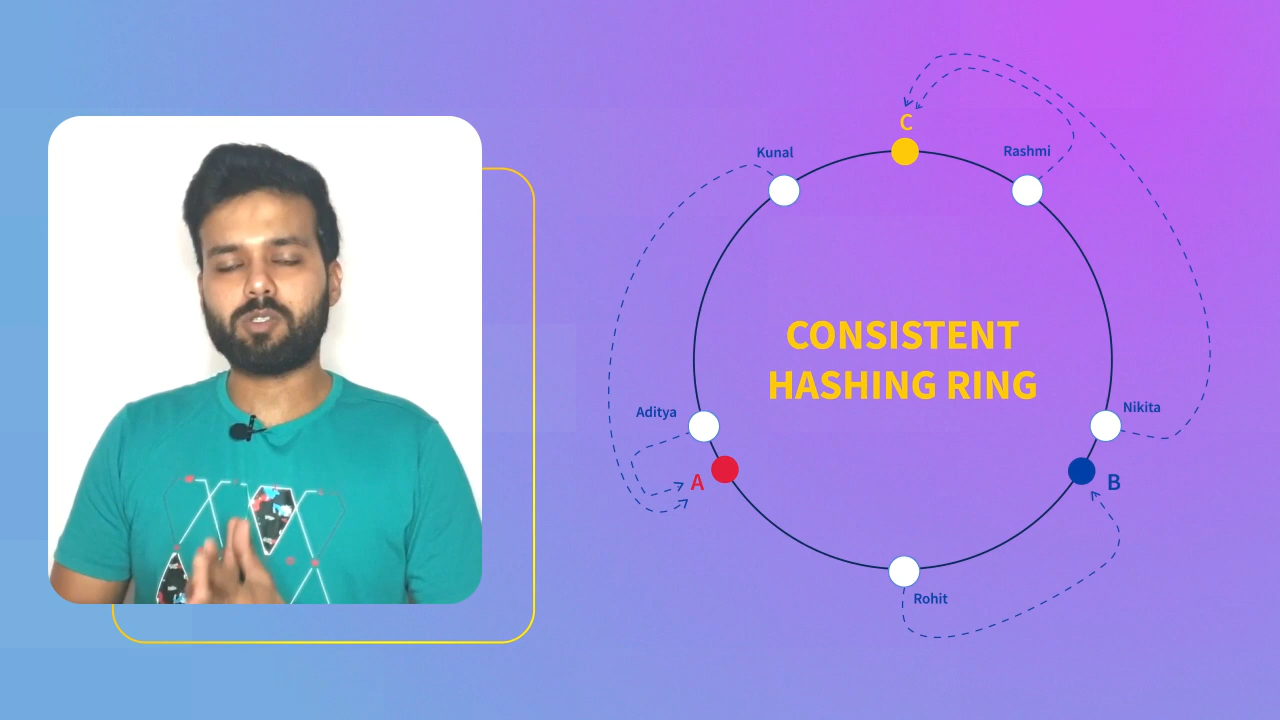 C
Kunal
Rashmi
CONSISTENT
HASHING RING
Aditya
Nikita
A
B
Rohit